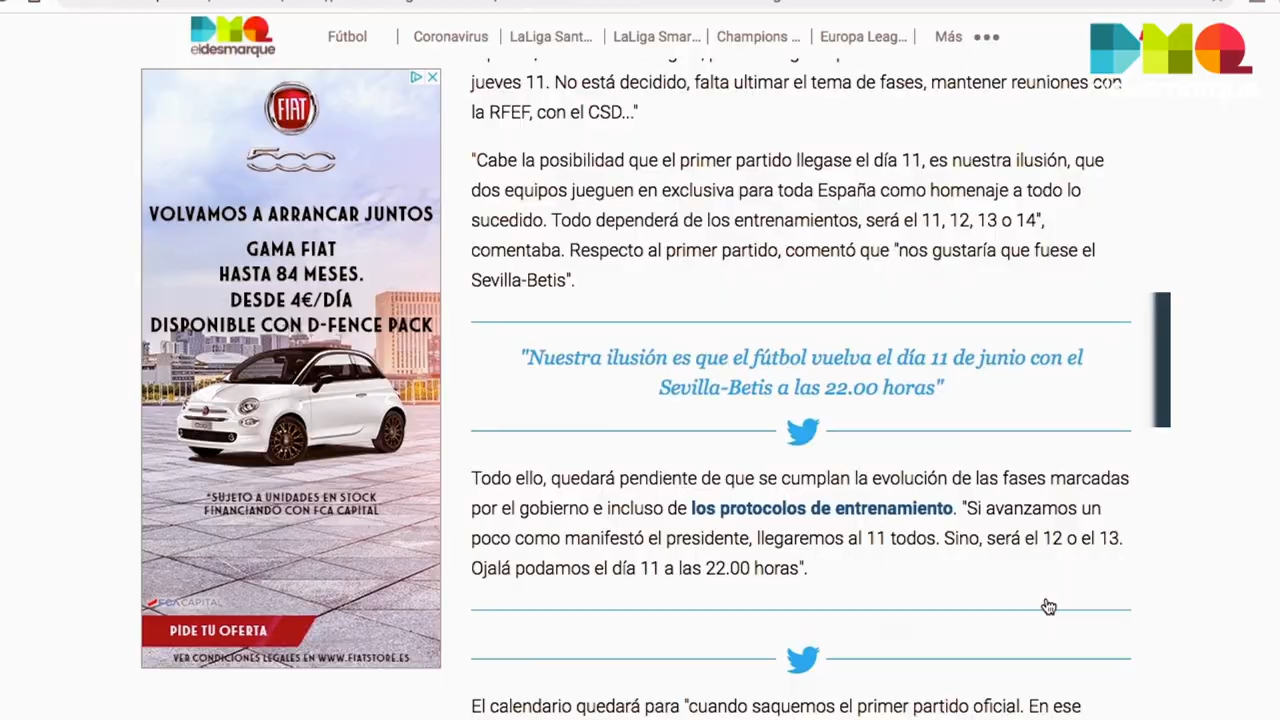 DMQ
eldesmarque
Fútbol | Coronavirus | LaLiga Sant... | LaLiga Smar... | Champions ... | Europa Leag... | Más
DMQ
FIAT
500
VOLVAMOS A ARRANCAR JUNTOS
GAMA FIAT
HASTA 84 MESES.
DESDE 4€/DÍA
DISPONIBLE CON D-FENCE PACK
*SUJETO A UNIDADES EN STOCK
FINANCIANDO CON FCA CAPITAL
FCA CAPITAL
PIDE TU OFERTA
VER CONDICIONES LEGALES EN WWW.FIATSTORE.ES
jueves 11. No está decidido, falta ultimar el tema de fases, mantener reuniones con
la RFEF, con el CSD..."
"Cabe la posibilidad que el primer partido llegase el día 11, es nuestra ilusión, que
dos equipos jueguen en exclusiva para toda España como homenaje a todo lo
sucedido. Todo dependerá de los entrenamientos, será el 11, 12, 13 o 14",
comentaba. Respecto al primer partido, comentó que "nos gustaría que fuese el
Sevilla-Betis".
"Nuestra ilusión es que el fútbol vuelva el día 11 de junio con el
Sevilla-Betis a las 22.00 horas"
Todo ello, quedará pendiente de que se cumplan la evolución de las fases marcadas
por el gobierno e incluso de los protocolos de entrenamiento. "Si avanzamos un
poco como manifestó el presidente, llegaremos al 11 todos. Sino, será el 12 o el 13.
Ojalá podamos el día 11 a las 22.00 horas".
El calendario quedará para "cuando saquemos el primer partido oficial. En ese